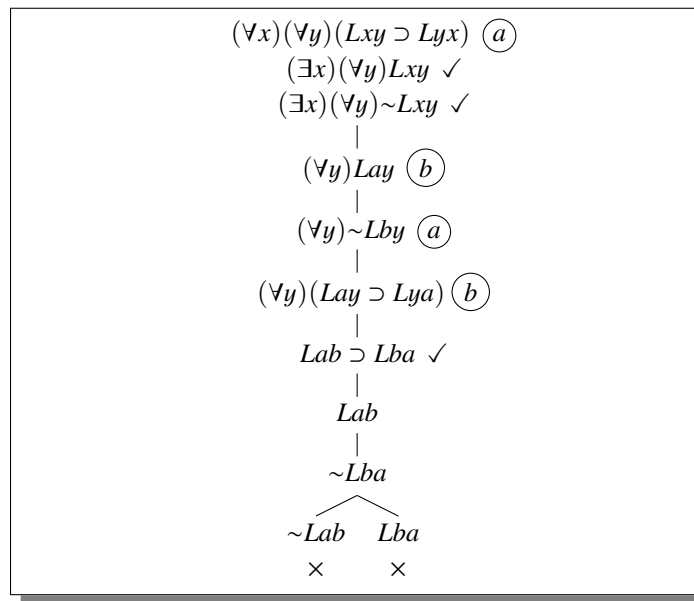 (∀x)(∀y)(Lxy ⊃ Lyx) ⓐ
(∃x)(∀y)Lxy ✓
(∃x)(∀y)~Lxy ✓
(∀y)Lay ⓑ
(∀y)~Lby ⓐ
(∀y)(Lay ⊃ Lya) ⓑ
Lab ⊃ Lba ✓
Lab
~Lba
~Lab Lba
× ×